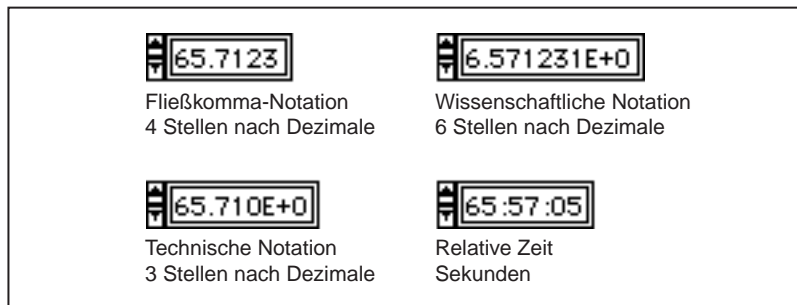 65.7123
Fließkomma-Notation
4 Stellen nach Dezimale
6.571231E+0
Wissenschaftliche Notation
6 Stellen nach Dezimale
65.710E+0
Technische Notation
3 Stellen nach Dezimale
65:57:05
Relative Zeit
Sekunden